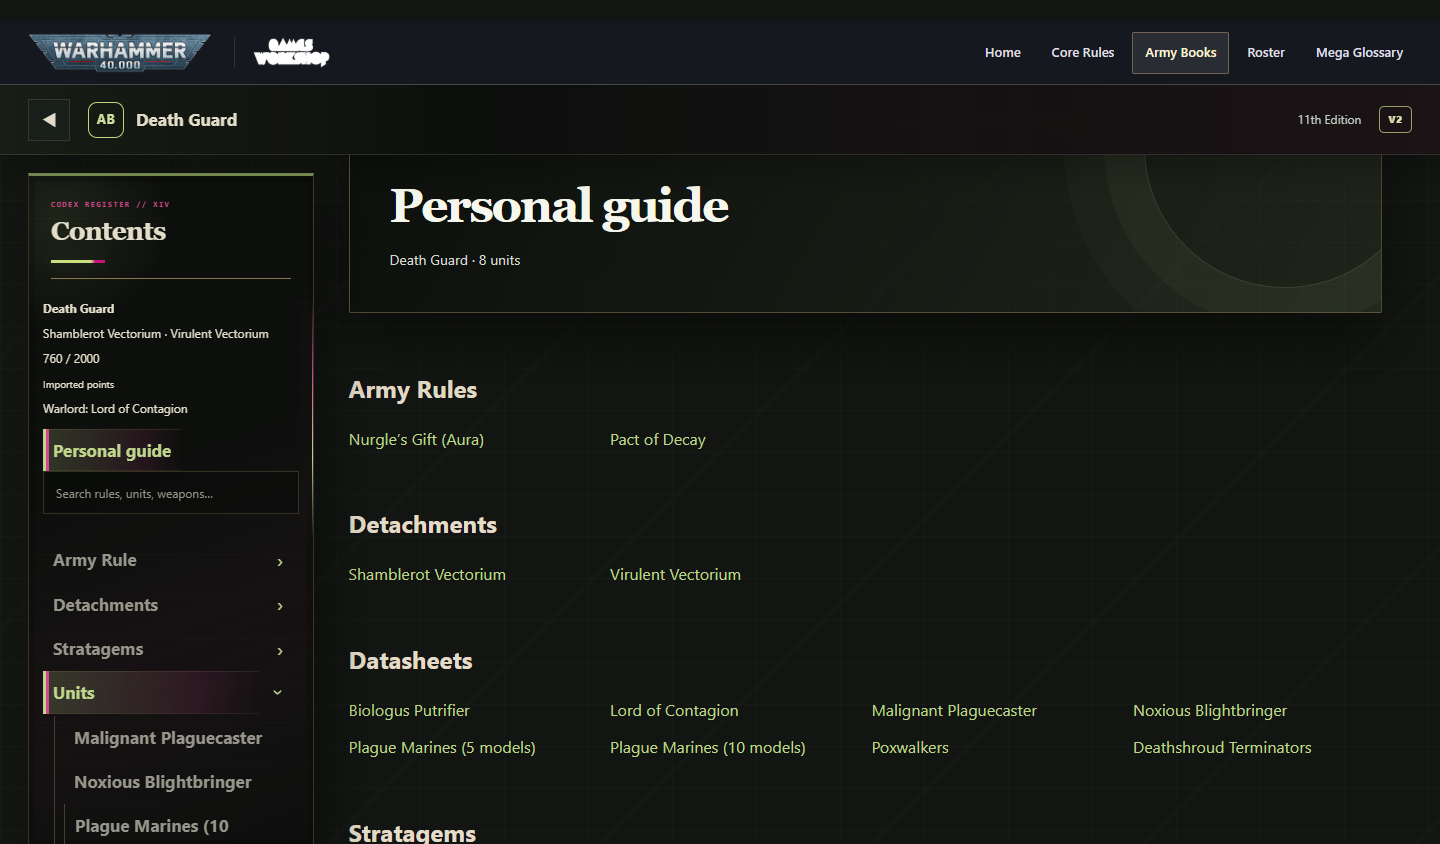 WARHAMMER
40,000
GAMES
WORKSHOP
Home
Core Rules
Army Books
Roster
Mega Glossary
AB
Death Guard
11th Edition
V2
CODEX REGISTER // XIV
Contents
Death Guard
Shamblerot Vectorium · Virulent Vectorium
760 / 2000
Imported points
Warlord: Lord of Contagion
Personal guide
Search rules, units, weapons...
Army Rule
Detachments
Stratagems
Units
Malignant Plaguecaster
Noxious Blightbringer
Plague Marines (10
Personal guide
Death Guard · 8 units
Army Rules
Nurgle’s Gift (Aura)
Pact of Decay
Detachments
Shamblerot Vectorium
Virulent Vectorium
Datasheets
Biologus Putrifier
Lord of Contagion
Malignant Plaguecaster
Noxious Blightbringer
Plague Marines (5 models)
Plague Marines (10 models)
Poxwalkers
Deathshroud Terminators
Stratagems